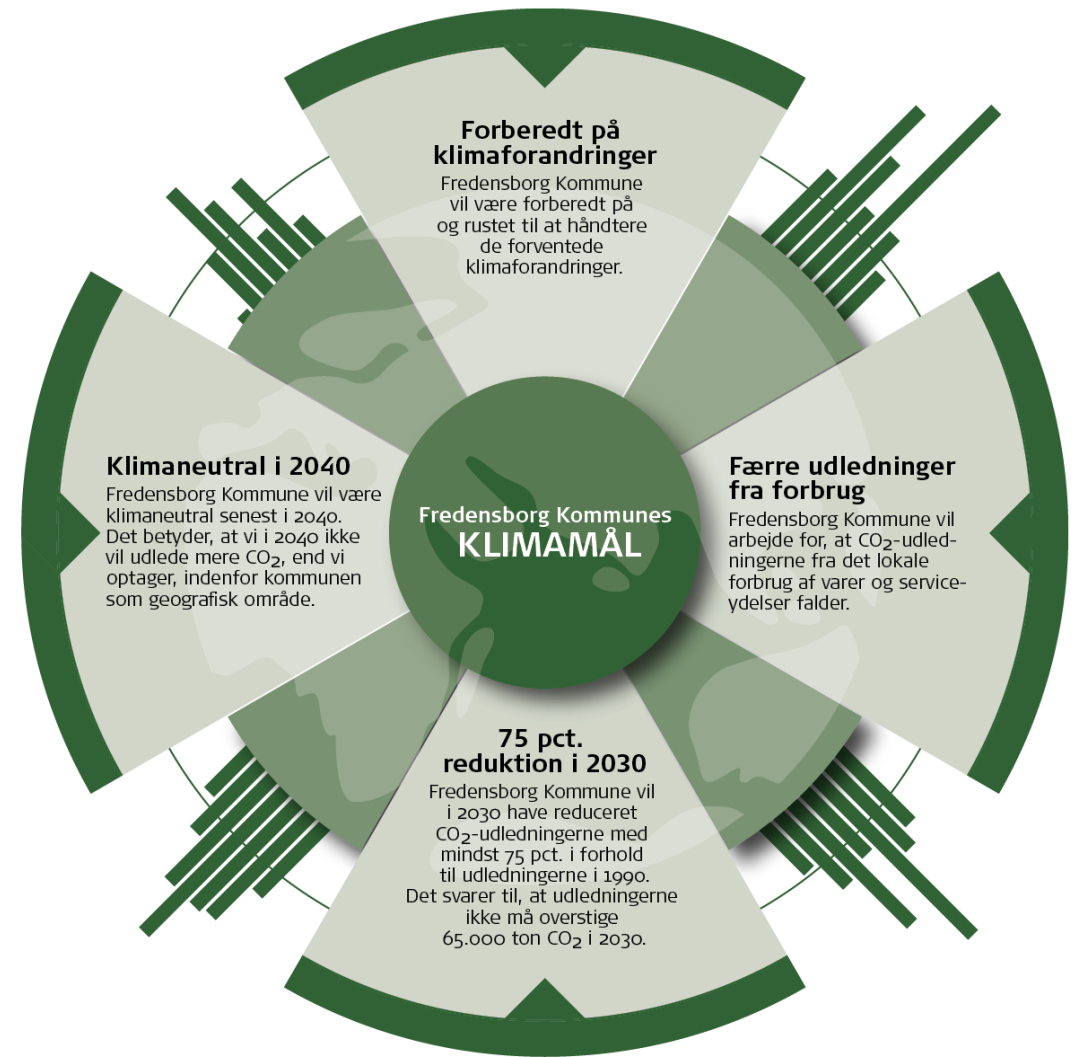 Forberedt på
klimaforandringer
Fredensborg Kommune
vil være forberedt på
og rustet til at håndtere
de forventede
klimaforandringer.
Klimaneutral i 2040
Fredensborg Kommune vil være
klimaneutral senest i 2040.
Det betyder, at vi i 2040 ikke
vil udlede mere CO₂, end vi
optager, indenfor kommunen
som geografisk område.
Fredensborg Kommunes
KLIMAMÅL
Færre udledninger
fra forbrug
Fredensborg Kommune vil
arbejde for, at CO₂-udled-
ningerne fra det lokale
forbrug af varer og service-
ydelser falder.
75 pct.
reduktion i 2030
Fredensborg Kommune vil
i 2030 have reduceret
CO₂-udledningerne med
mindst 75 pct. i forhold
til udledningerne i 1990.
Det svarer til, at udledningerne
ikke må overstige
65.000 ton CO₂ i 2030.